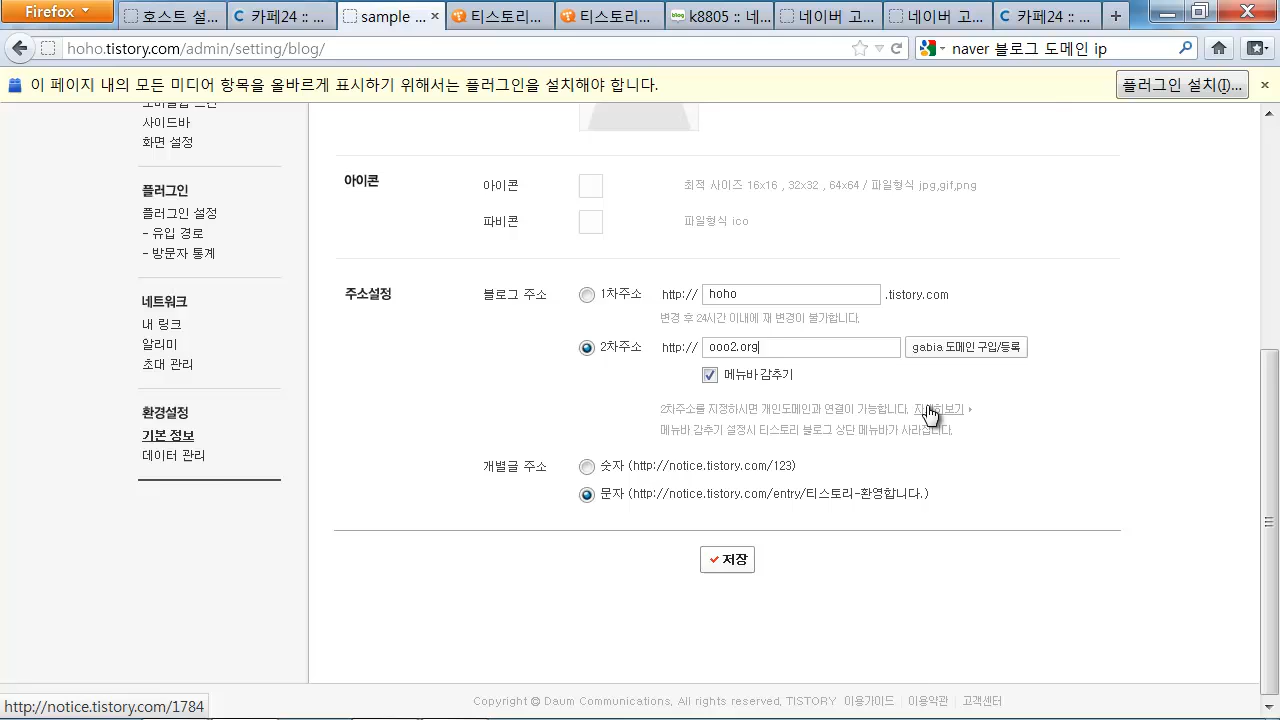 Firefox
호스트 설...
카페24 :: ...
sample ...
티스토리...
티스토리...
k8805 :: 네...
네이버 고...
네이버 고...
카페24 :: ...
hoho.tistory.com/admin/setting/blog/
naver 블로그 도메인 ip
이 페이지 내의 모든 미디어 항목을 올바르게 표시하기 위해서는 플러그인을 설치해야 합니다.
플러그인 설치(I)...
사이드바
화면 설정
플러그인
플러그인 설정
- 유입 경로
- 방문자 통계
네트워크
내 링크
알리미
초대 관리
환경설정
기본 정보
데이터 관리
아이콘
아이콘
최적 사이즈 16x16 , 32x32 , 64x64 / 파일형식 jpg,gif,png
파비콘
파일형식 ico
주소설정
블로그 주소
1차주소
http://
hoho
.tistory.com
변경 후 24시간 이내에 재 변경이 불가합니다.
2차주소
http://
ooo2.org
gabia 도메인 구입/등록
메뉴바 감추기
2차주소를 지정하시면 개인도메인과 연결이 가능합니다. 자세히보기
메뉴바 감추기 설정시 티스토리 블로그 상단 메뉴바가 사라집니다.
개별글 주소
숫자 (http://notice.tistory.com/123)
문자 (http://notice.tistory.com/entry/티스토리-환영합니다.)
저장
Copyright © Daum Communications, All rights reserved. TISTORY 이용가이드 이용약관 고객센터
http://notice.tistory.com/1784